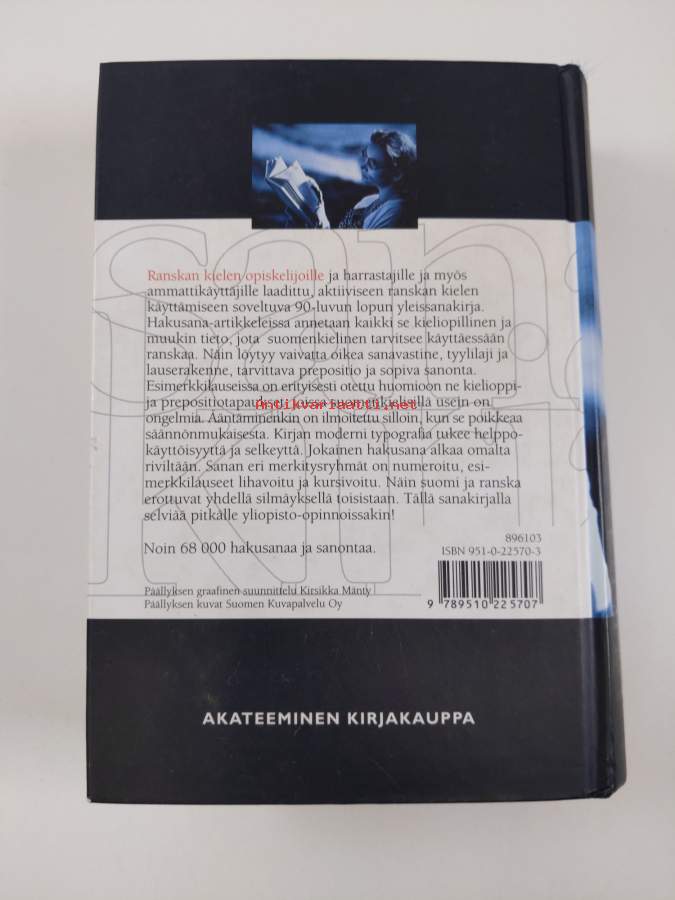 Ranskan kielen opiskelijoille ja harrastajille ja myös
ammattikäyttäjille laadittu, aktiiviseen ranskan kielen
käyttämiseen soveltuva 90-luvun lopun yleissanakirja.
Hakusana-artikkeleissa annetaan kaikki se kieliopillinen ja
muukin tieto, jota suomenkielinen tarvitsee käyttäessään
ranskaa. Näin löytyy vaivatta oikea sanavastine, tyylilaji ja
lauserakenne, tarvittava prepositio ja sopiva sanonta.
Esimerkkilauseissa on erityisesti otettu huomioon ne kielioppi-
ja prepositiotapaukset, joissa suomenkielisillä usein on
Antikvariaatti.net
ongelmia. Ääntäminenkin on ilmoitettu silloin, kun se poikkeaa
säännönmukaisesta. Kirjan moderni typografia tukee helppo-
käyttöisyyttä ja selkeyttä. Jokainen hakusana alkaa omalta
riviltään. Sanan eri merkitysryhmät on numeroitu, esi-
merkkilauseet lihavoitu ja kursivoitu. Näin suomi ja ranska
erottuvat yhdellä silmäyksellä toisistaan. Tällä sanakirjalla
selviää pitkälle yliopisto-opinnoissakin!
Noin 68 000 hakusanaa ja sanontaa.
896103
ISBN 951-0-22570-3
Päällyksen graafinen suunnittelu Kirsikka Mänty
Päällyksen kuvat Suomen Kuvapalvelu Oy
9 789510 225707
AKATEEMINEN KIRJAKAUPPA